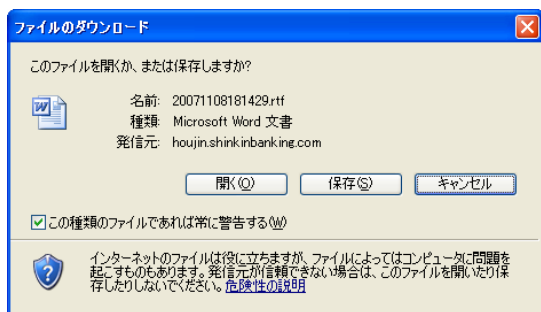 ファイルのダウンロード
このファイルを開くか、または保存しますか?
名前: 20071108181429.rtf
種類: Microsoft Word 文書
発信元: houjin.shinkinbanking.com
開く(O) 保存(S) キャンセル
この種類のファイルであれば常に警告する(W)
インターネットのファイルは役に立ちますが、ファイルによってはコンピュータに問題を
起こすものもあります。発信元が信頼できない場合は、このファイルを開いたり保
存したりしないでください。危険性の説明